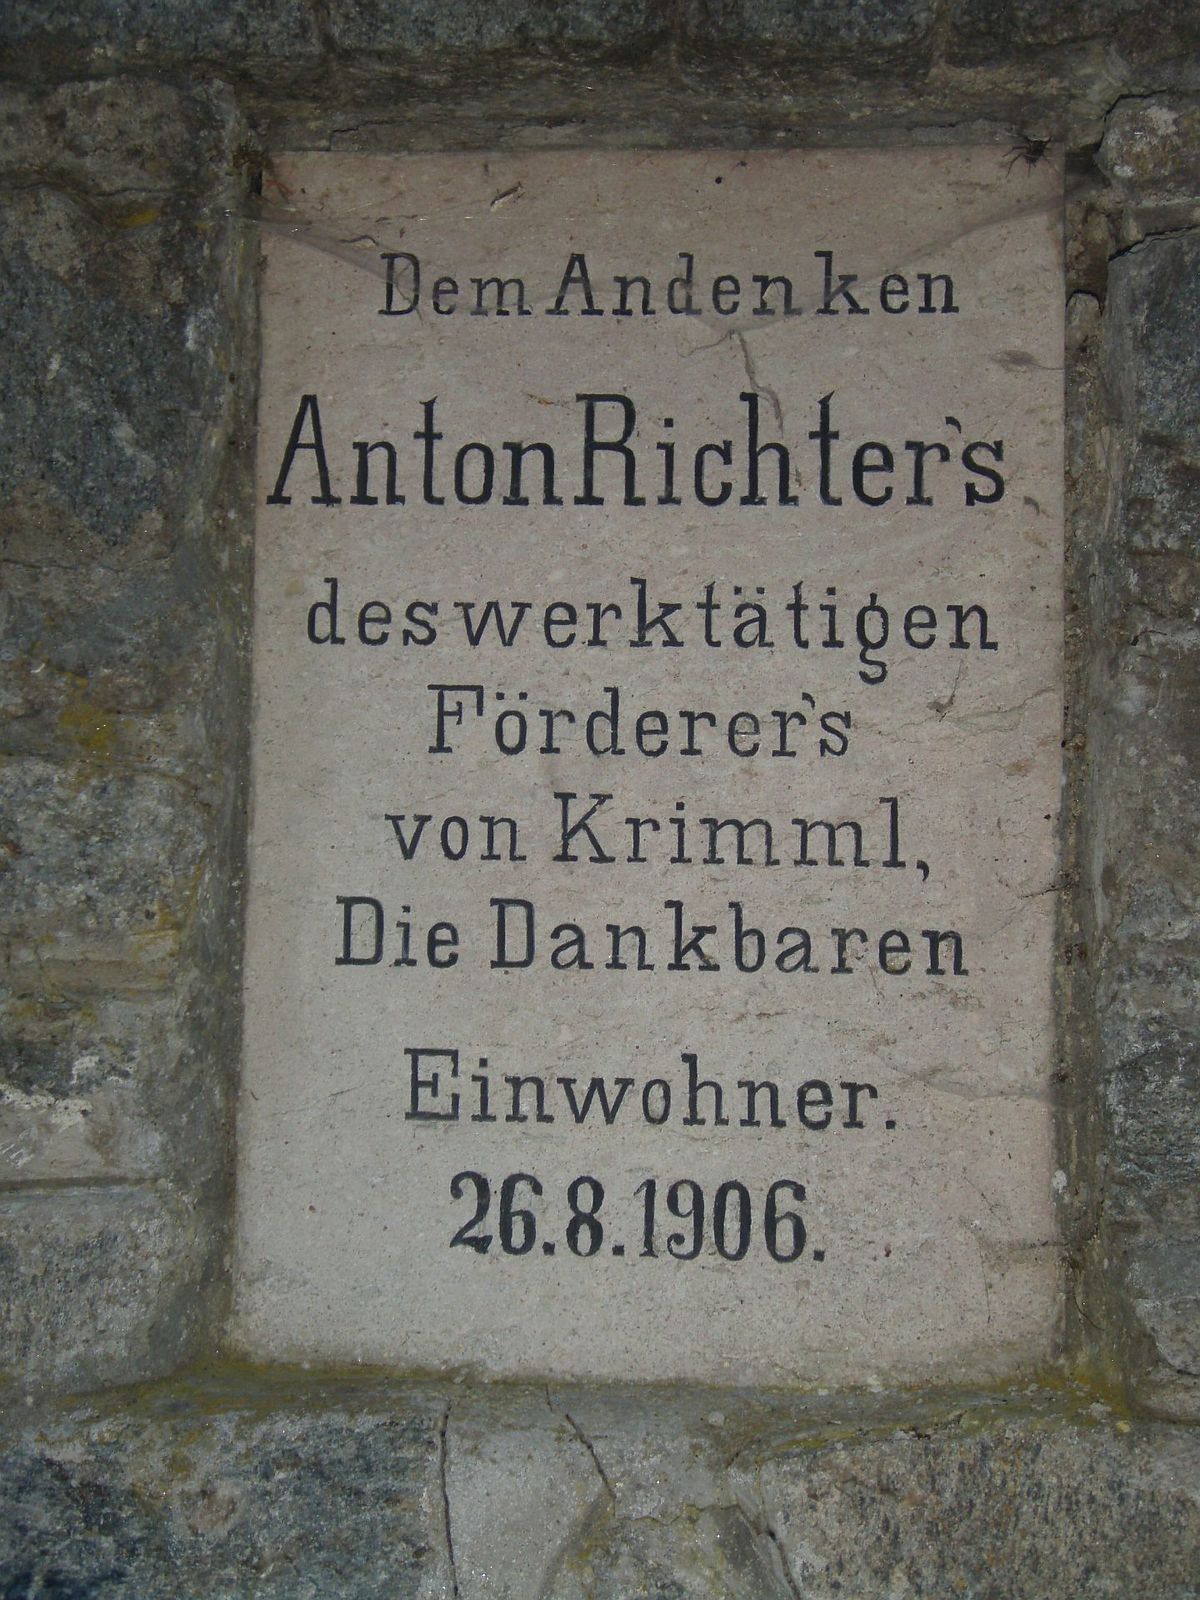 Dem Andenken
Anton Richter's
des werktätigen
Förderer's
von Krimml,
Die Dankbaren
Einwohner.
26.8.1906.